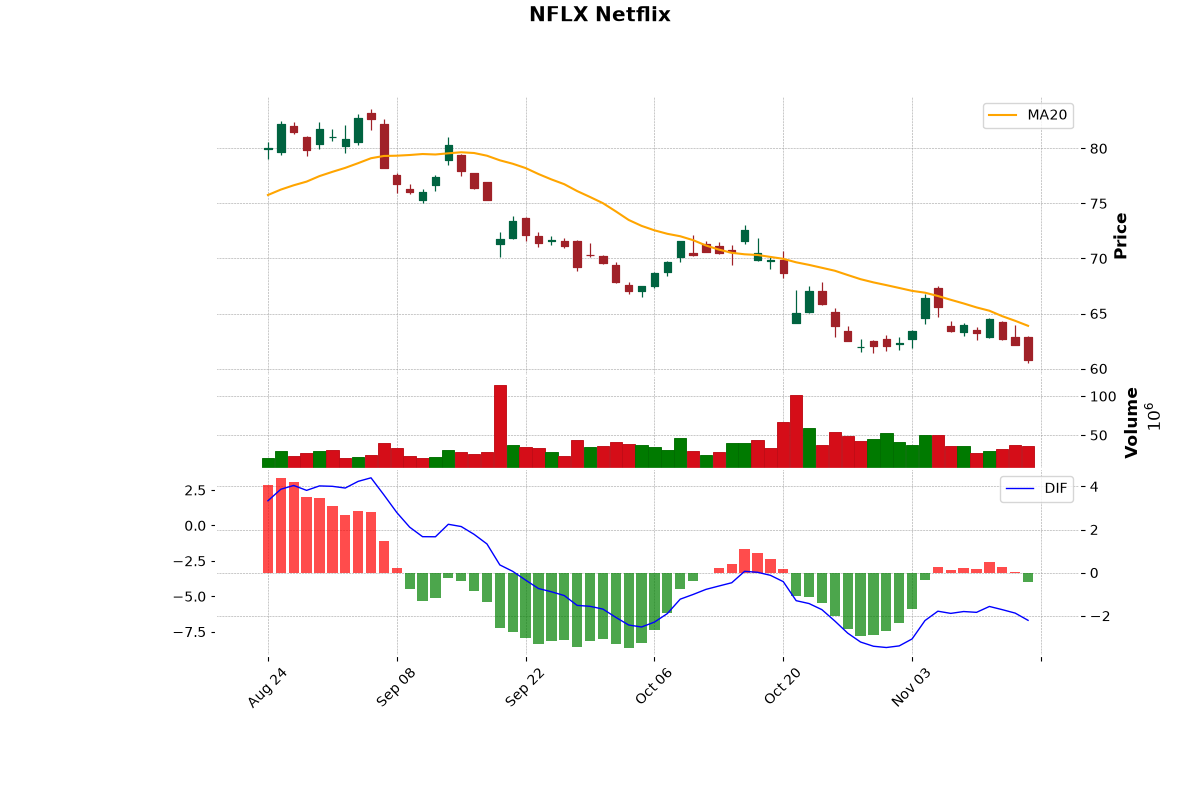 NFLX Netflix
MA20
80
75
70
65
60
Price
100
50
Volume
10^6
DIF
2.5
0.0
−2.5
−5.0
−7.5
4
2
0
−2
Aug 24
Sep 08
Sep 22
Oct 06
Oct 20
Nov 03